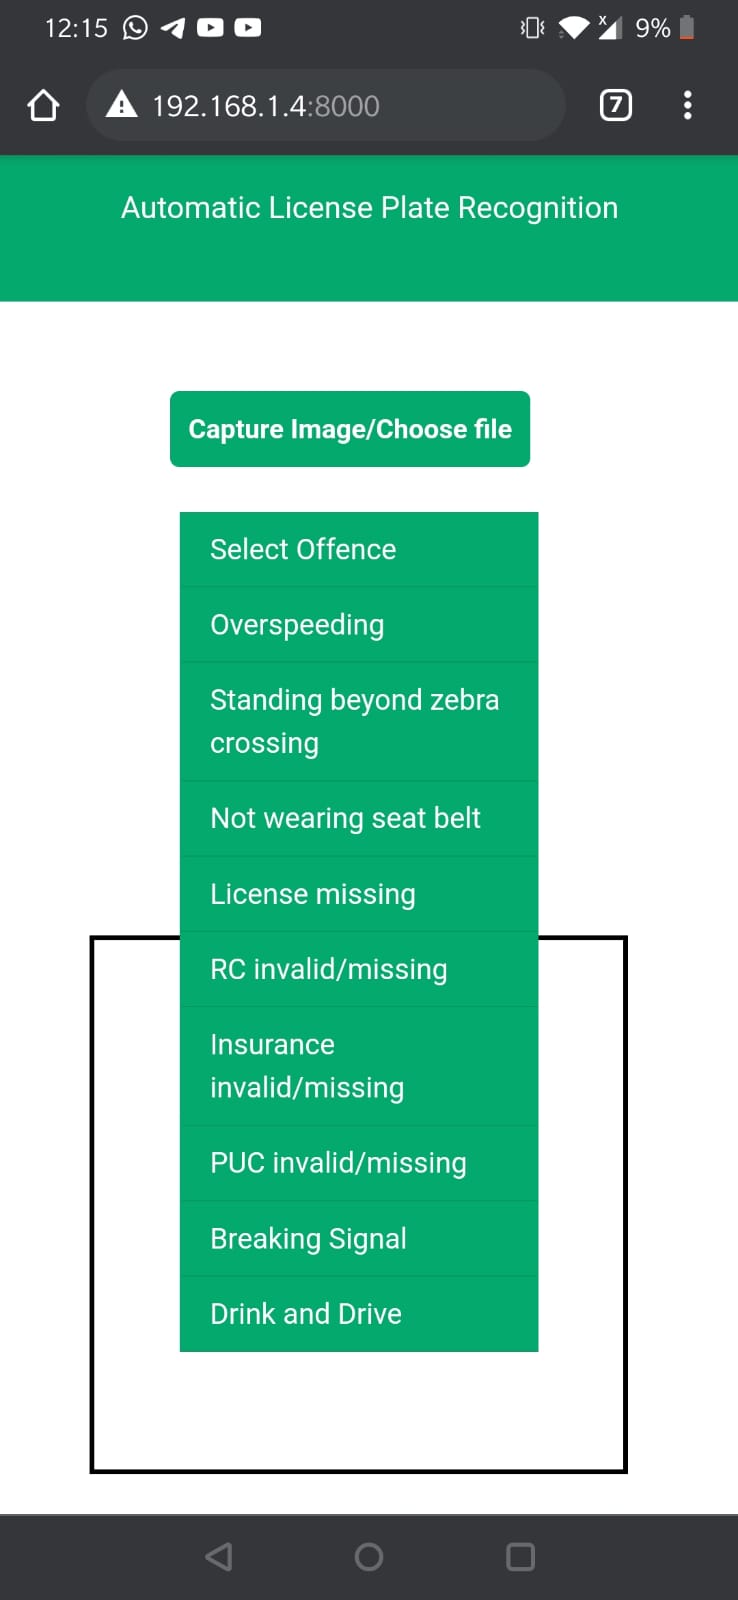 12:15
9%
192.168.1.4:8000
7
Automatic License Plate Recognition
Capture Image/Choose file
Select Offence
Overspeeding
Standing beyond zebra
crossing
Not wearing seat belt
License missing
RC invalid/missing
Insurance
invalid/missing
PUC invalid/missing
Breaking Signal
Drink and Drive